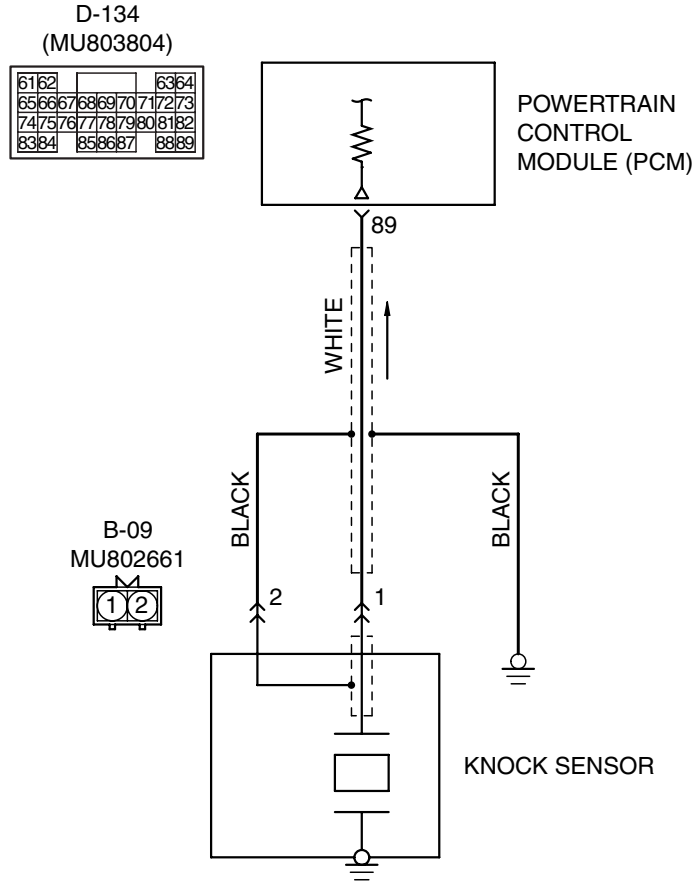 D-134
(MU803804)
61 62 63 64
65 66 67 68 69 70 71 72 73
74 75 76 77 78 79 80 81 82
83 84 85 86 87 88 89
POWERTRAIN
CONTROL
MODULE (PCM)
89
WHITE
BLACK
BLACK
B-09
MU802661
1 2
2
1
KNOCK SENSOR